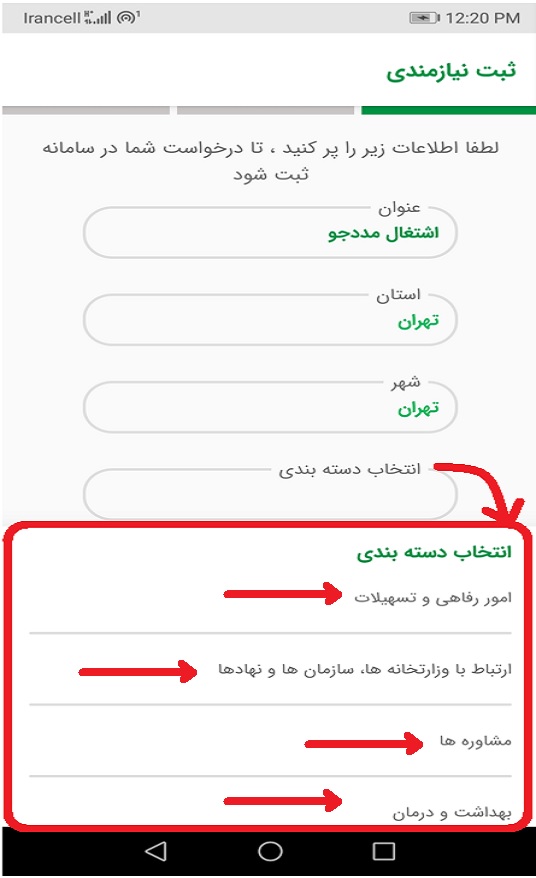 Irancell 12:20 PM
ثبت نیازمندی
لطفا اطلاعات زیر را پر کنید ، تا درخواست شما در سامانه
ثبت شود
عنوان
اشتغال مددجو
استان
تهران
شهر
تهران
انتخاب دسته بندی
انتخاب دسته بندی
امور رفاهی و تسهیلات
ارتباط با وزارتخانه ها، سازمان ها و نهادها
مشاوره ها
بهداشت و درمان